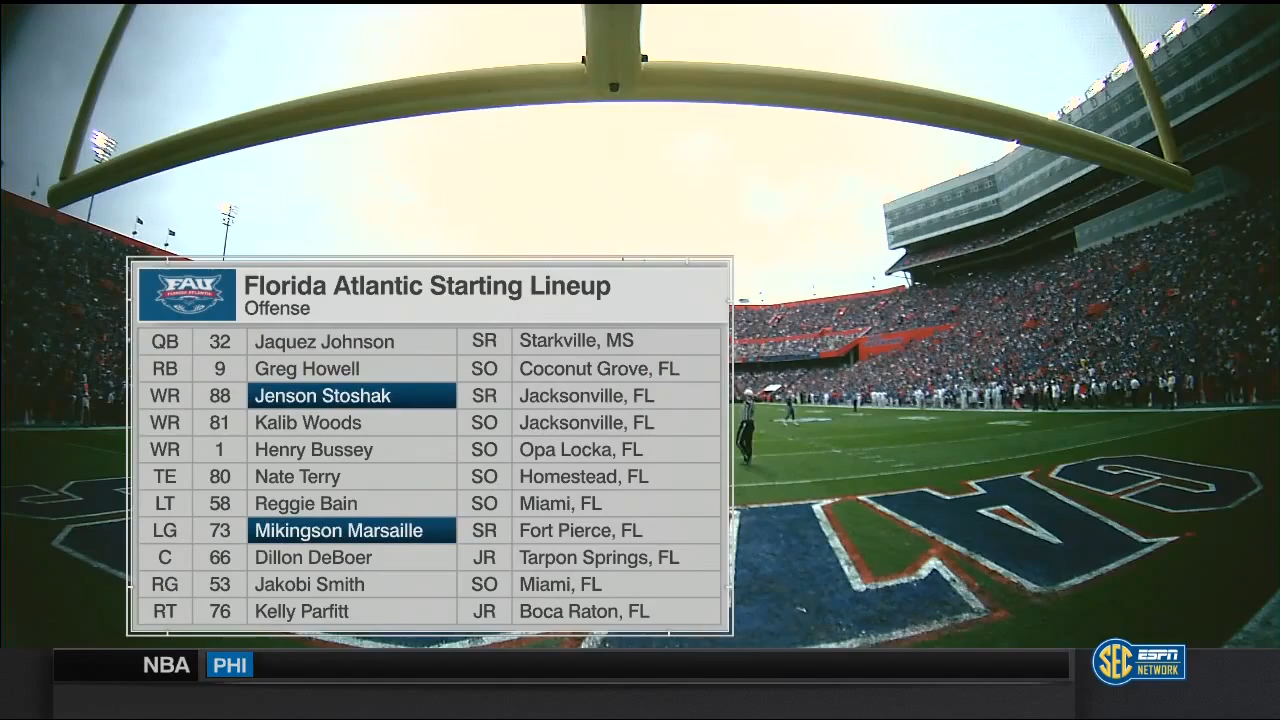 FAU
FLORIDA ATLANTIC
Florida Atlantic Starting Lineup
Offense
QB 32 Jaquez Johnson SR Starkville, MS
RB 9 Greg Howell SO Coconut Grove, FL
WR 88 Jenson Stoshak SR Jacksonville, FL
WR 81 Kalib Woods SO Jacksonville, FL
WR 1 Henry Bussey SO Opa Locka, FL
TE 80 Nate Terry SO Homestead, FL
LT 58 Reggie Bain SO Miami, FL
LG 73 Mikingson Marsaille SR Fort Pierce, FL
C 66 Dillon DeBoer JR Tarpon Springs, FL
RG 53 Jakobi Smith SO Miami, FL
RT 76 Kelly Parfitt JR Boca Raton, FL
NBA PHI
SEC ESPN
NETWORK